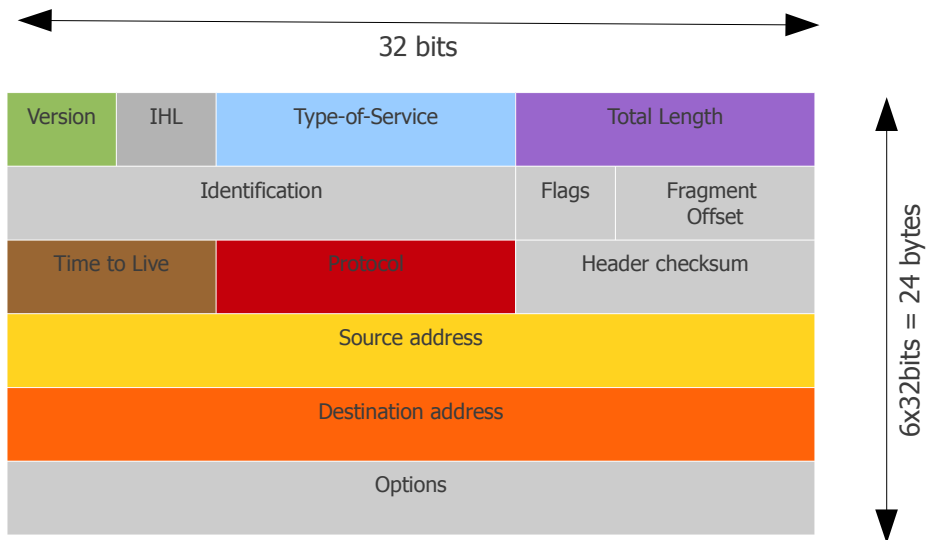 32 bits
Version IHL Type-of-Service Total Length
Identification Flags Fragment
Offset
Time to Live Protocol Header checksum
Source address
Destination address
Options
6x32bits = 24 bytes